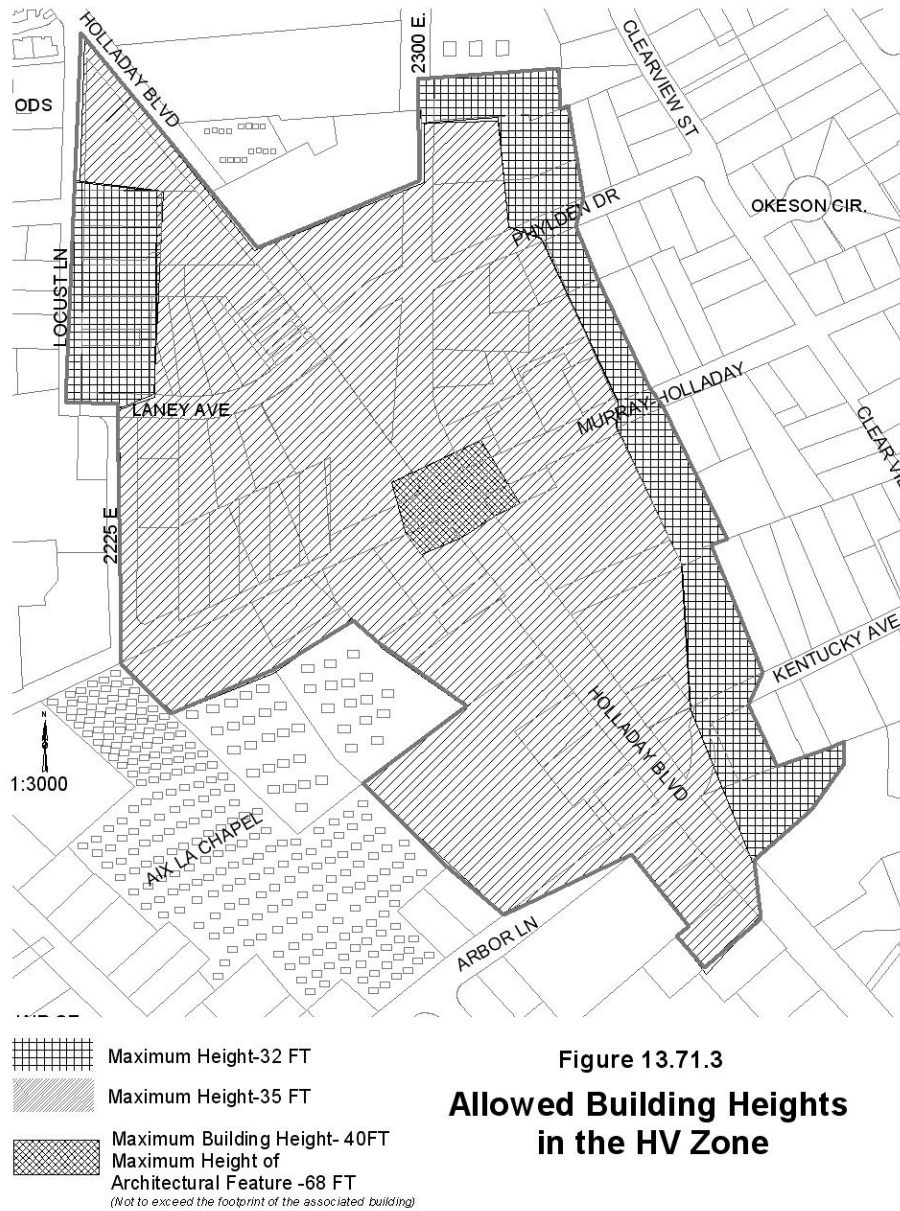 HOLLADAY BLVD
2300 E.
CLEARVIEW ST
ODS
OKESON CIR.
PHYLDEN DR
LOCUST LN
MURRAY-HOLLADAY
LANEY AVE
2225 E
KENTUCKY AVE
HOLLADAY BLVD
N
1:3000
AIX LA CHAPEL
ARBOR LN
Maximum Height-32 FT
Maximum Height-35 FT
Maximum Building Height- 40FT
Maximum Height of
Architectural Feature -68 FT
(Not to exceed the footprint of the associated building)
Figure 13.71.3
Allowed Building Heights
in the HV Zone